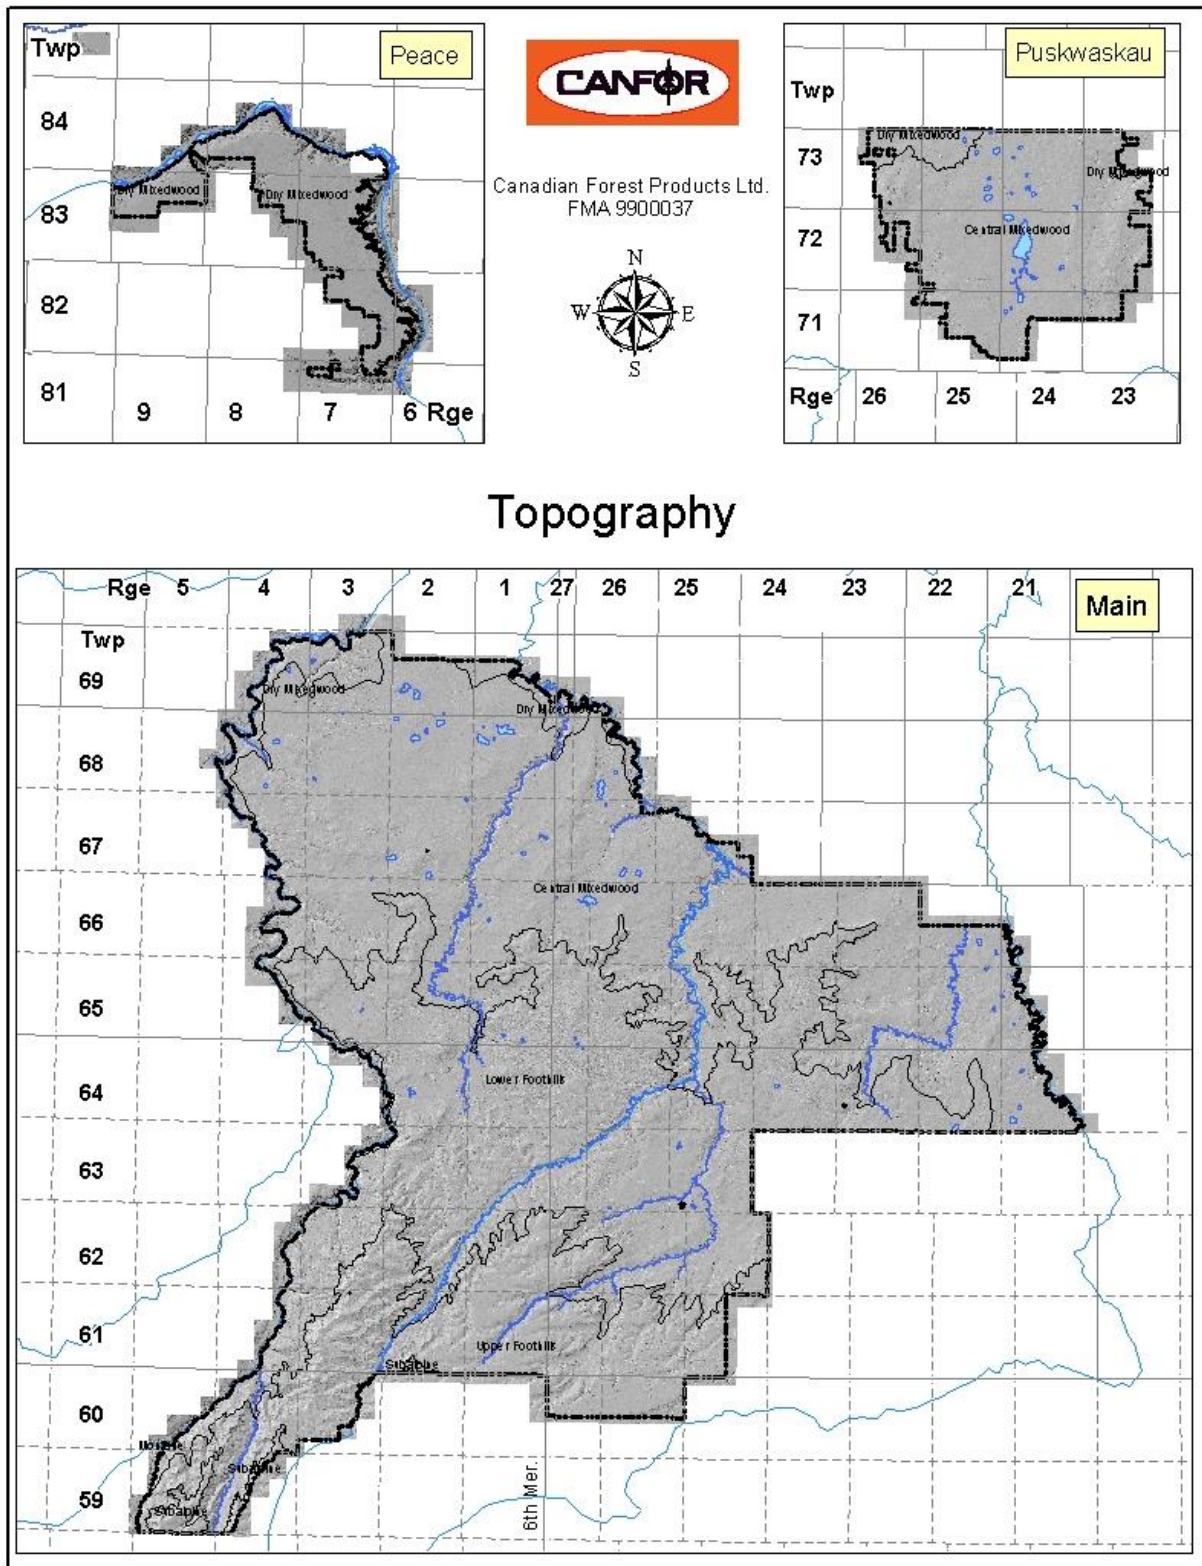 Twp
Peace
84
83
82
81
9 8 7 6 Rge
Dry Mixedwood
Dry Mixedwood
CANFOR
Canadian Forest Products Ltd.
FMA 9900037
N
W E
S
Puskwaskau
Twp
73
72
71
Rge 26 25 24 23
Dry Mixedwood
Dry Mixedwood
Central Mixedwood
Topography
Rge 5 4 3 2 1 27 26 25 24 23 22 21
Main
Twp
69
68
67
66
65
64
63
62
61
60
59
Dry Mixedwood
Dry Mixedwood
Central Mixedwood
Lower Foothills
Upper Foothills
Subalpine
Montane
Subalpine
Subalpine
6th Mer.